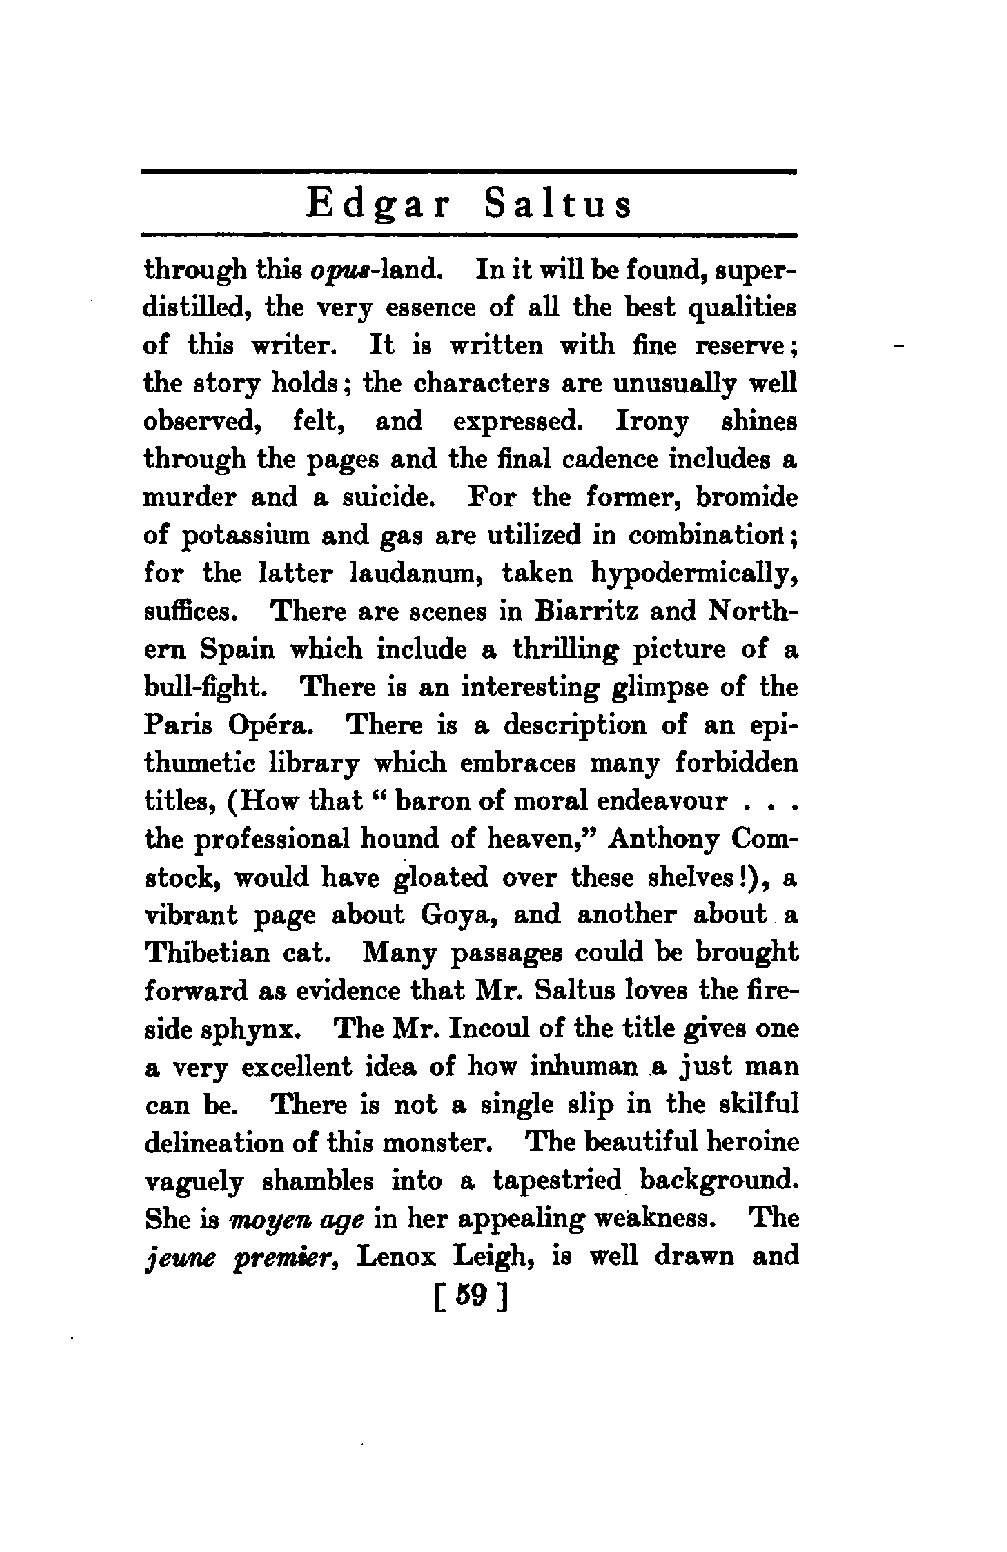 Edgar Saltus
through this opus-land. In it will be found, super-
distilled, the very essence of all the best qualities
of this writer. It is written with fine reserve;
the story holds; the characters are unusually well
observed, felt, and expressed. Irony shines
through the pages and the final cadence includes a
murder and a suicide. For the former, bromide
of potassium and gas are utilized in combination;
for the latter laudanum, taken hypodermically,
suffices. There are scenes in Biarritz and North-
ern Spain which include a thrilling picture of a
bull-fight. There is an interesting glimpse of the
Paris Opéra. There is a description of an epi-
thumetic library which embraces many forbidden
titles, (How that “ baron of moral endeavour . . .
the professional hound of heaven,” Anthony Com-
stock, would have gloated over these shelves!), a
vibrant page about Goya, and another about a
Thibetian cat. Many passages could be brought
forward as evidence that Mr. Saltus loves the fire-
side sphynx. The Mr. Incoul of the title gives one
a very excellent idea of how inhuman a just man
can be. There is not a single slip in the skilful
delineation of this monster. The beautiful heroine
vaguely shambles into a tapestried background.
She is moyen age in her appealing weakness. The
jeune premier, Lenox Leigh, is well drawn and
[ 59 ]